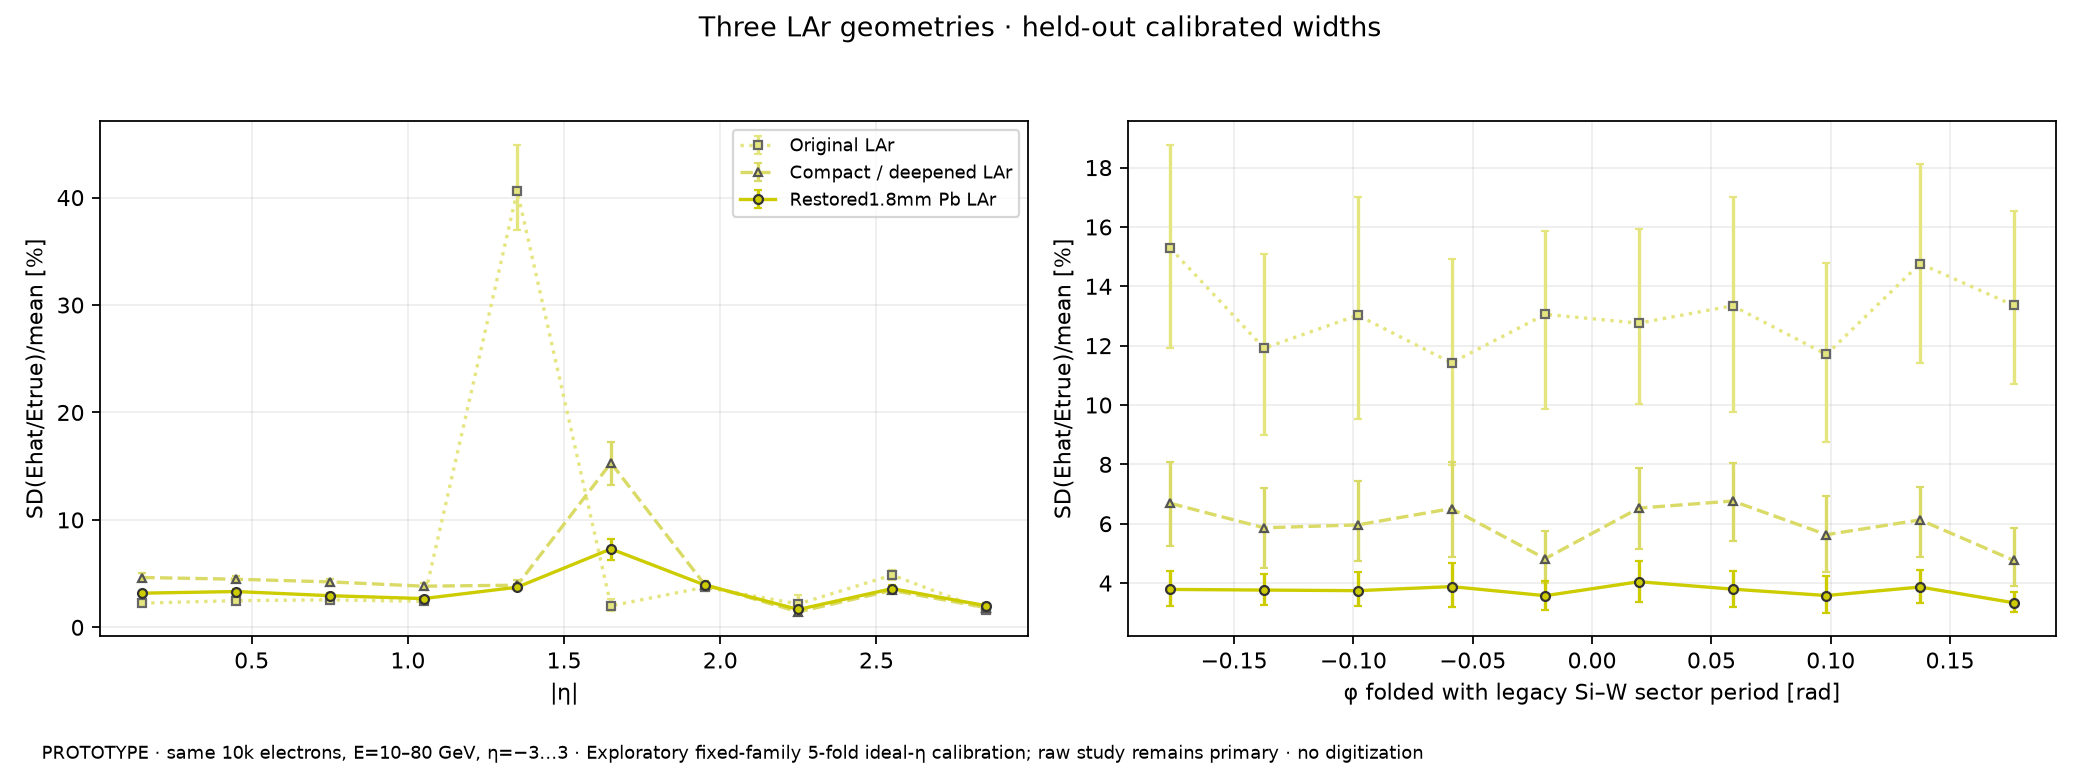 Three LAr geometries · held-out calibrated widths
SD(Ehat/Etrue)/mean [%]
40
30
20
10
0
0.5
1.0
1.5
2.0
2.5
|η|
Original LAr
Compact / deepened LAr
Restored1.8mm Pb LAr
SD(Ehat/Etrue)/mean [%]
18
16
14
12
10
8
6
4
−0.15
−0.10
−0.05
0.00
0.05
0.10
0.15
φ folded with legacy Si–W sector period [rad]
PROTOTYPE · same 10k electrons, E=10–80 GeV, η=−3…3 · Exploratory fixed-family 5-fold ideal-η calibration; raw study remains primary · no digitization